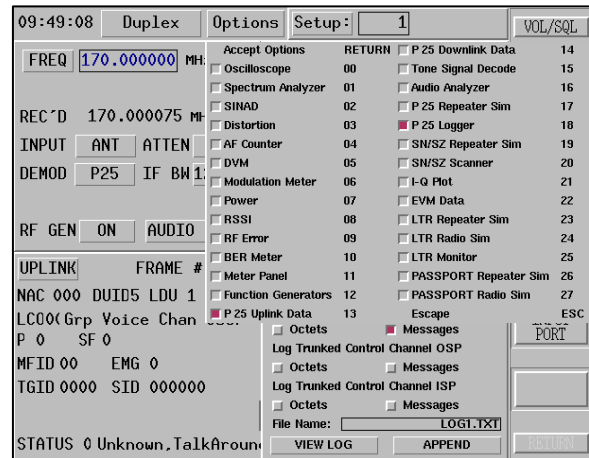 09:49:08 Duplex Options Setup: 1 VOL/SQL
FREQ 170.000000 MH
REC'D 170.000075 MH
INPUT ANT ATTEN
DEMOD P25 IF BW 1
RF GEN ON AUDIO
Accept Options RETURN
Oscilloscope 00
Spectrum Analyzer 01
SINAD 02
Distortion 03
AF Counter 04
DVM 05
Modulation Meter 06
Power 07
RSSI 08
RF Error 09
BER Meter 10
Meter Panel 11
Function Generators 12
P 25 Uplink Data 13
P 25 Downlink Data 14
Tone Signal Decode 15
Audio Analyzer 16
P 25 Repeater Sim 17
P 25 Logger 18
SN/SZ Repeater Sim 19
SN/SZ Scanner 20
I-Q Plot 21
EVM Data 22
LTR Repeater Sim 23
LTR Radio Sim 24
LTR Monitor 25
PASSPORT Repeater Sim 26
PASSPORT Radio Sim 27
Escape ESC
UPLINK FRAME #
NAC 000 DUID5 LDU 1
LC00(Grp Voice Chan
P 0 SF 0
MFID 00 EMG 0
TGID 0000 SID 000000
STATUS 0 Unknown,TalkAroun
Octets Messages
Log Trunked Control Channel OSP
Octets Messages
Log Trunked Control Channel ISP
Octets Messages
File Name: LOG1.TXT
VIEW LOG APPEND
PORT
RETURN